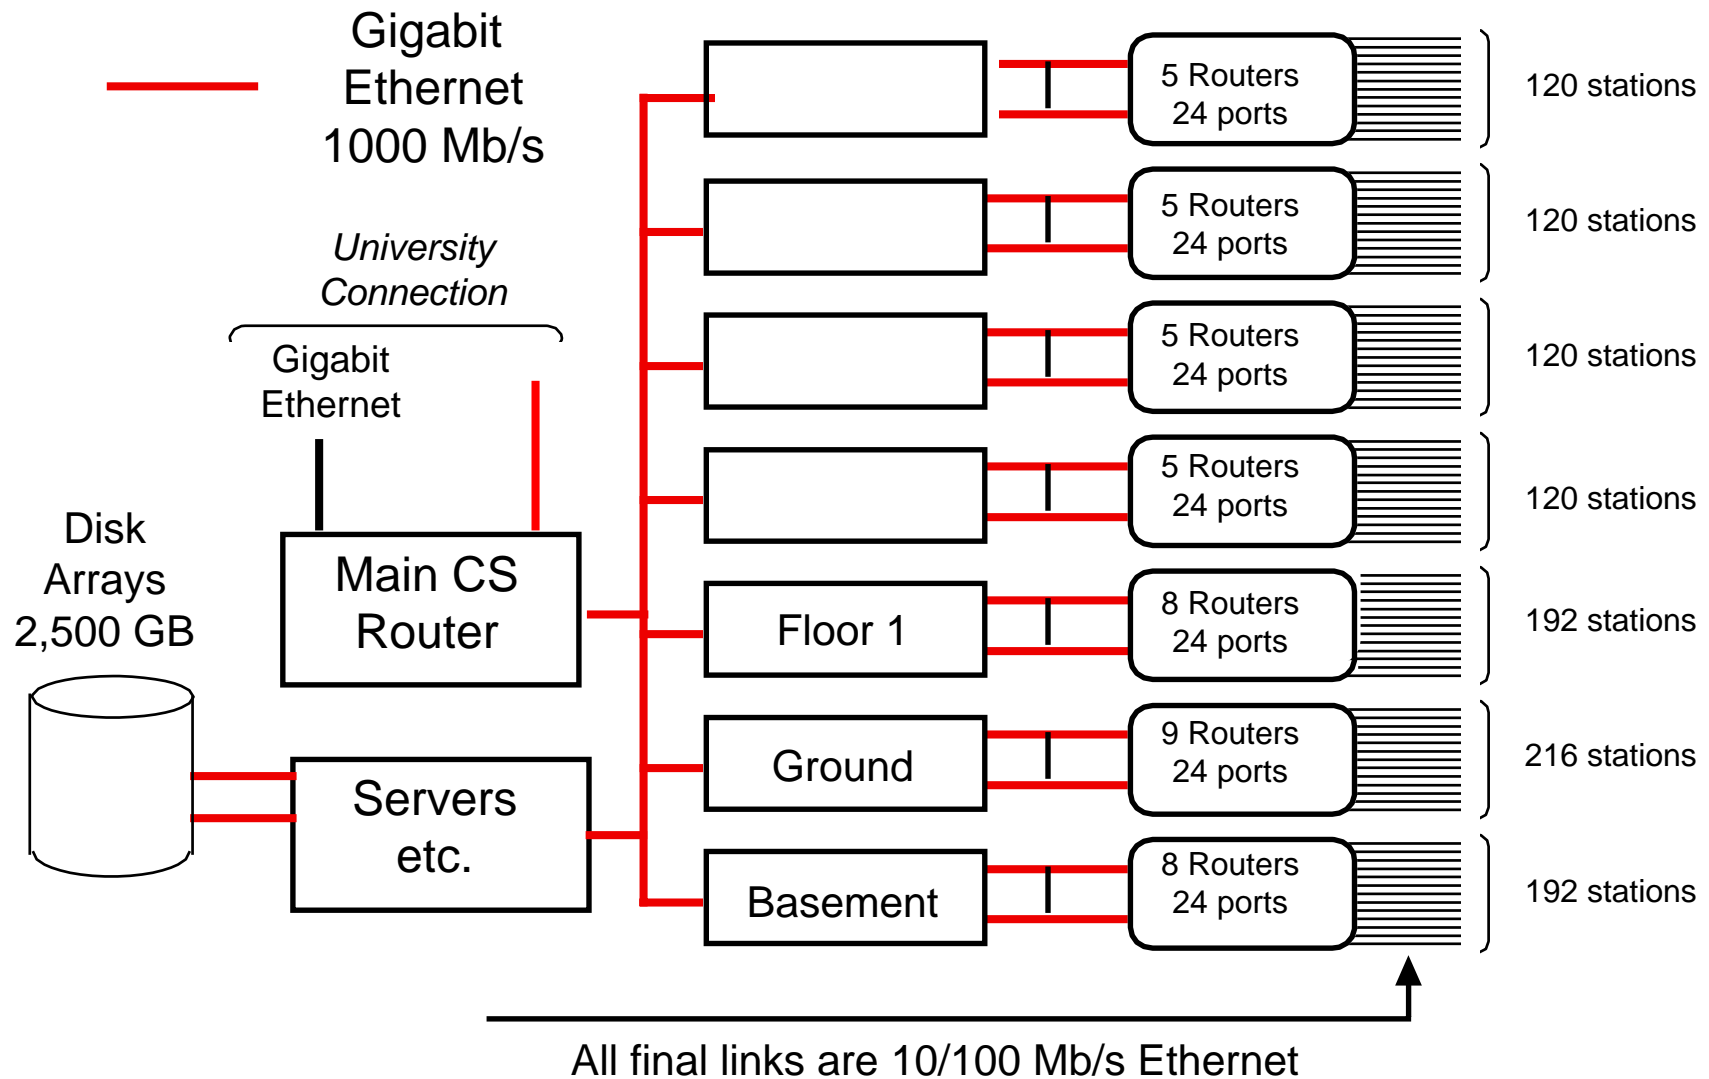 Gigabit
Ethernet
1000 Mb/s
University
Connection
Gigabit
Ethernet
Main CS
Router
Disk
Arrays
2,500 GB
Servers
etc.
5 Routers
24 ports
120 stations
5 Routers
24 ports
120 stations
5 Routers
24 ports
120 stations
5 Routers
24 ports
120 stations
Floor 1
8 Routers
24 ports
192 stations
Ground
9 Routers
24 ports
216 stations
Basement
8 Routers
24 ports
192 stations
All final links are 10/100 Mb/s Ethernet